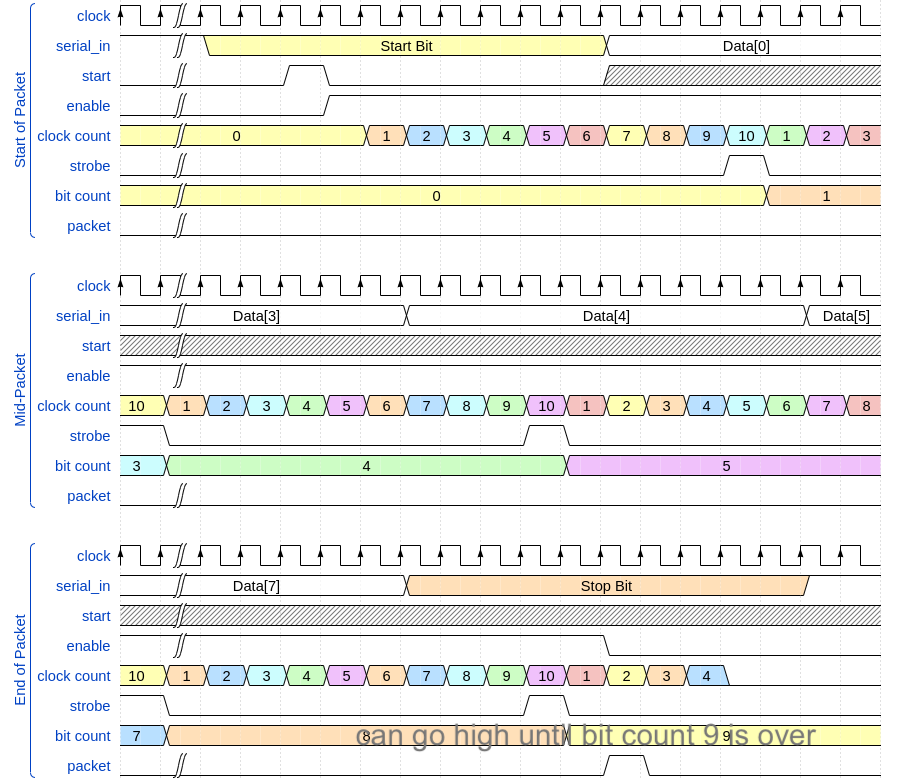 Start of Packet
clock
serial_in Start Bit Data[0]
start
enable
clock count 0 1 2 3 4 5 6 7 8 9 10 1 2 3
strobe
bit count 0 1
packet
Mid-Packet
clock
serial_in Data[3] Data[4] Data[5]
start
enable
clock count 10 1 2 3 4 5 6 7 8 9 10 1 2 3 4 5 6 7 8
strobe
bit count 3 4 5
packet
End of Packet
clock
serial_in Data[7] Stop Bit
start
enable
clock count 10 1 2 3 4 5 6 7 8 9 10 1 2 3 4
strobe
bit count 7 8 9
can go high until bit count 9 is over
packet